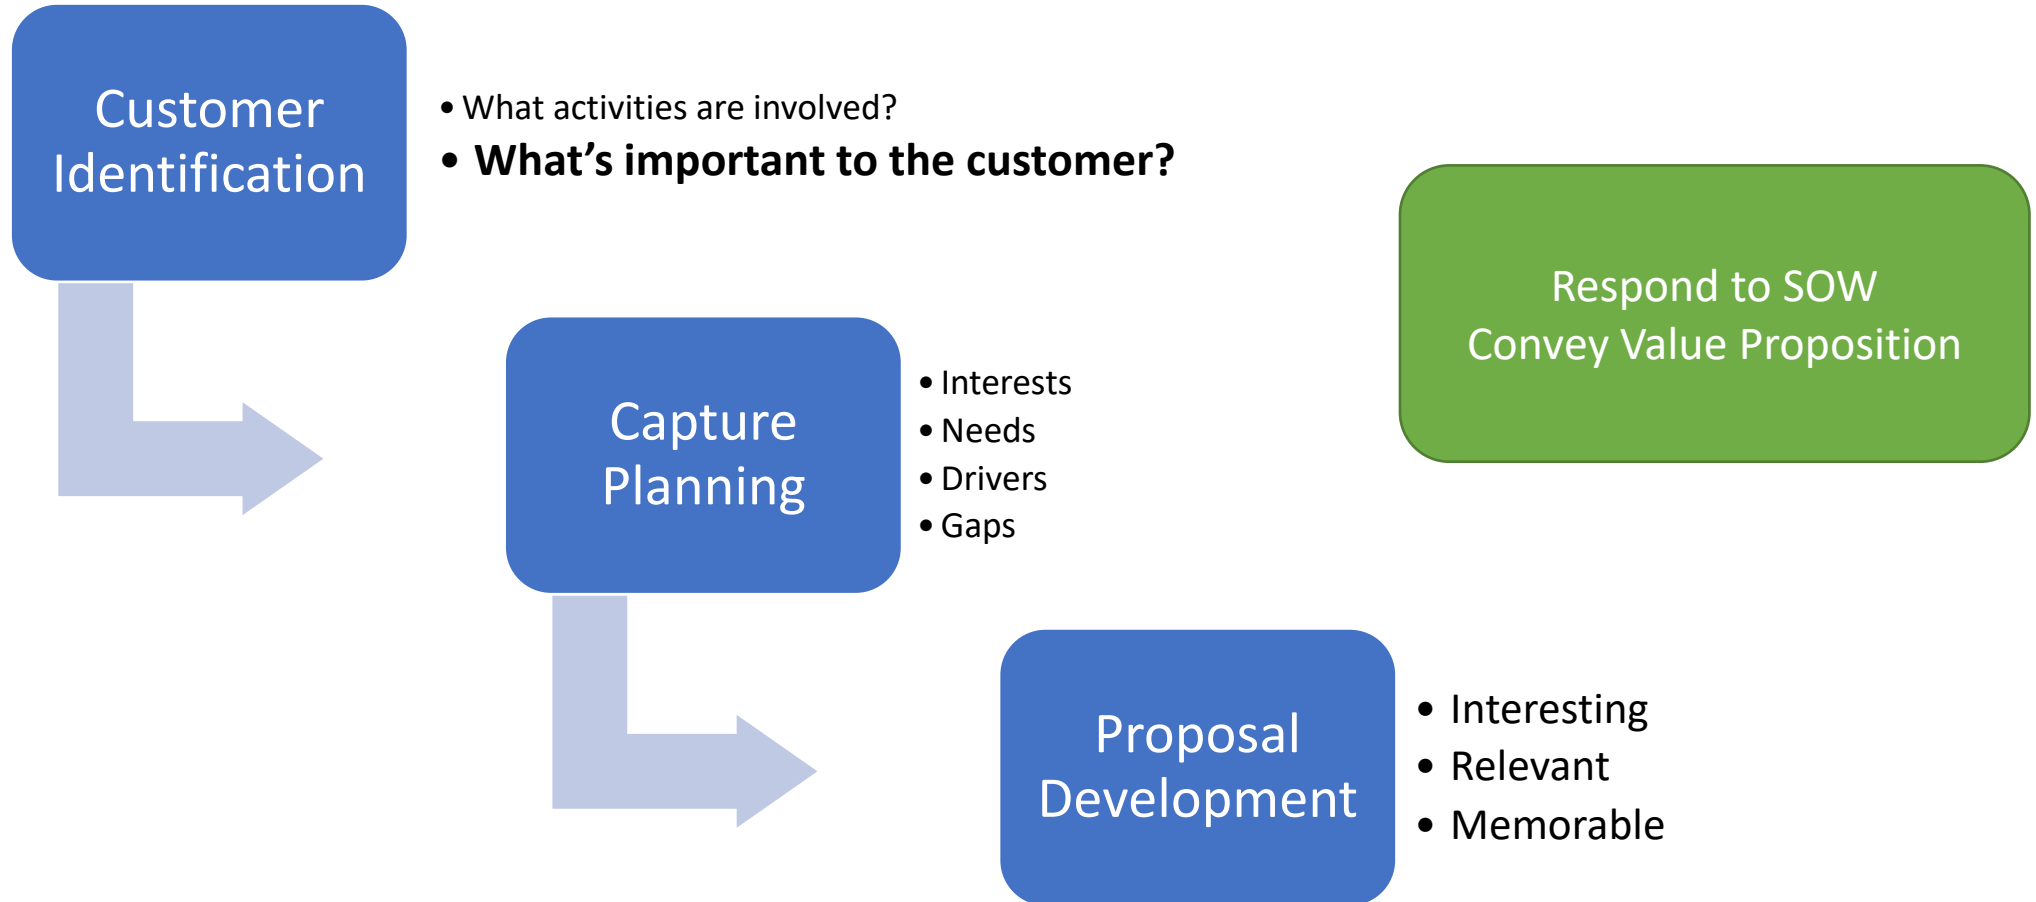 Customer
Identification
• What activities are involved?
• What’s important to the customer?
Respond to SOW
Convey Value Proposition
Capture
Planning
• Interests
• Needs
• Drivers
• Gaps
Proposal
Development
• Interesting
• Relevant
• Memorable